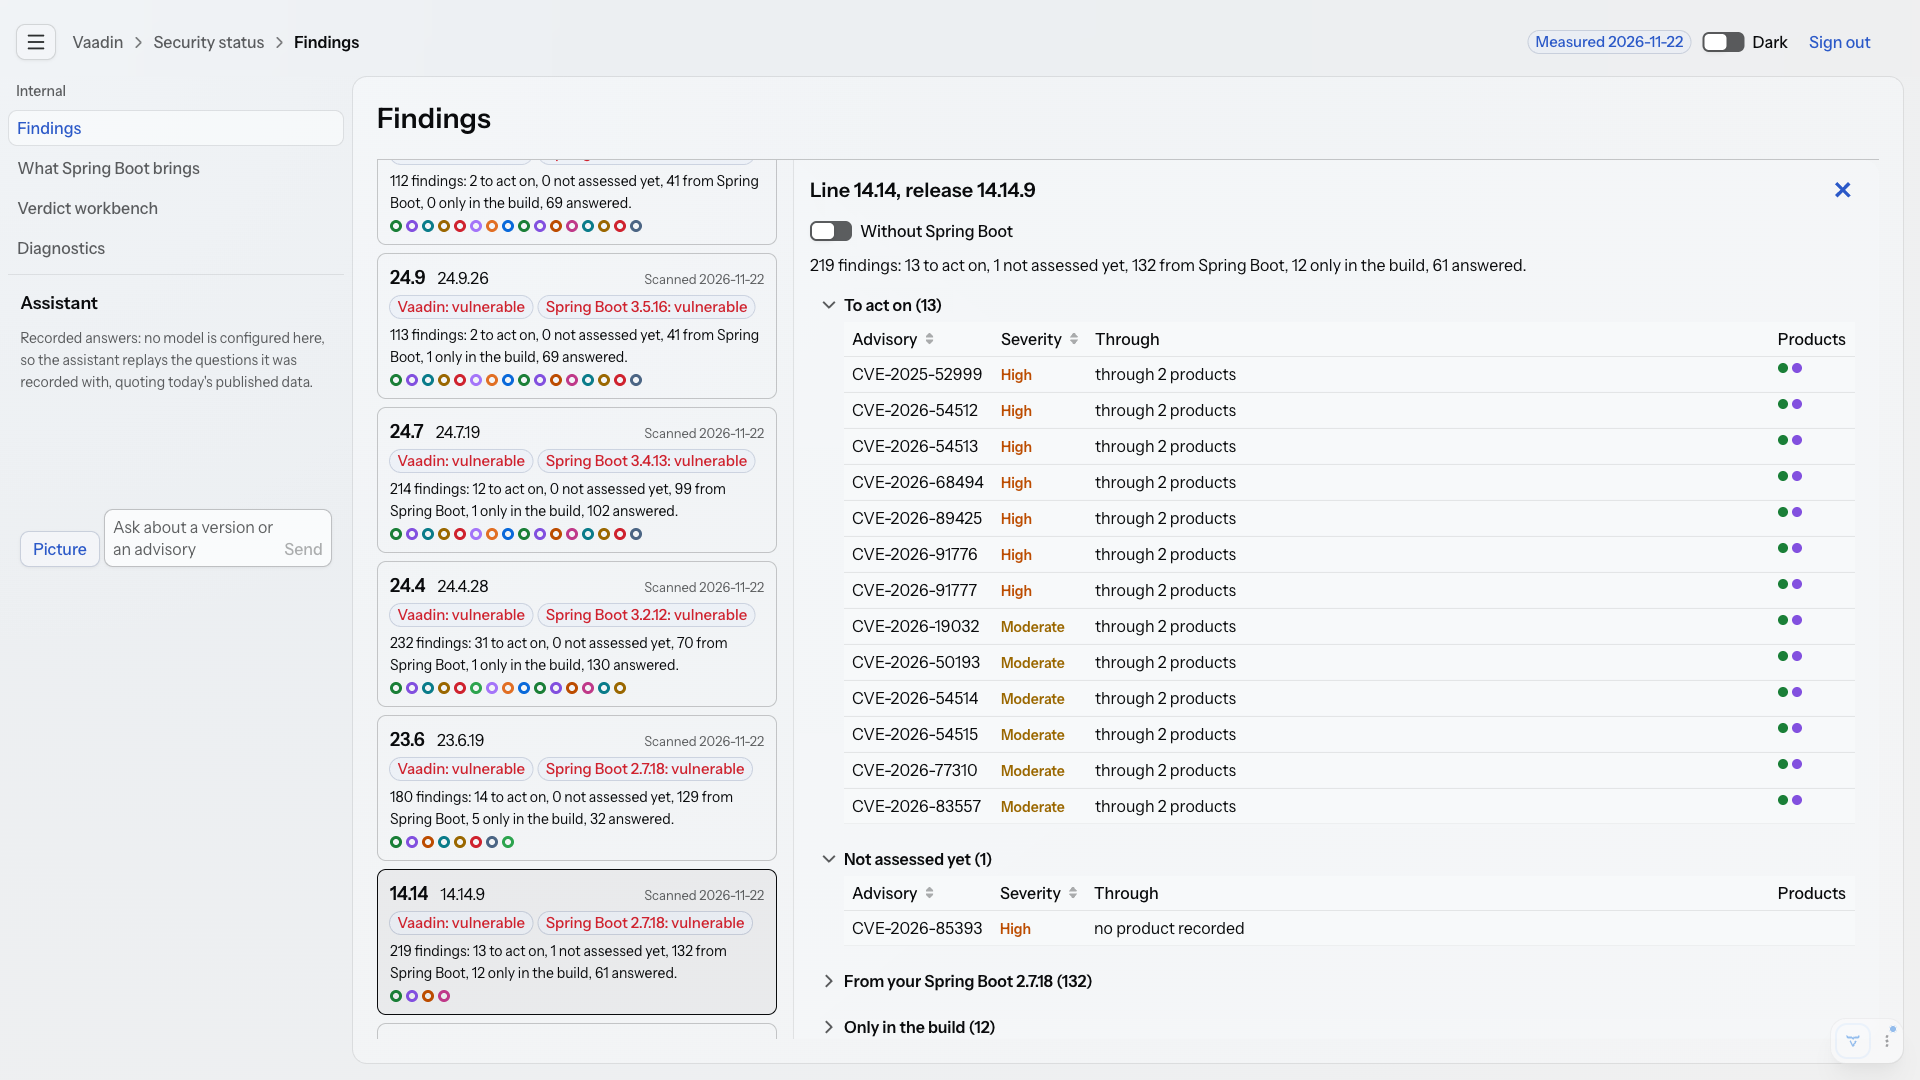 Vaadin > Security status > Findings
Measured 2026-11-22
Dark
Sign out
Internal
Findings
What Spring Boot brings
Verdict workbench
Diagnostics
Assistant
Recorded answers: no model is configured here,
so the assistant replays the questions it was
recorded with, quoting today's published data.
Picture
Ask about a version or
an advisory
Send
Findings
112 findings: 2 to act on, 0 not assessed yet, 41 from Spring
Boot, 0 only in the build, 69 answered.
24.9 24.9.26 Scanned 2026-11-22
Vaadin: vulnerable Spring Boot 3.5.16: vulnerable
113 findings: 2 to act on, 0 not assessed yet, 41 from Spring
Boot, 1 only in the build, 69 answered.
24.7 24.7.19 Scanned 2026-11-22
Vaadin: vulnerable Spring Boot 3.4.13: vulnerable
214 findings: 12 to act on, 0 not assessed yet, 99 from
Spring Boot, 1 only in the build, 102 answered.
24.4 24.4.28 Scanned 2026-11-22
Vaadin: vulnerable Spring Boot 3.2.12: vulnerable
232 findings: 31 to act on, 0 not assessed yet, 70 from
Spring Boot, 1 only in the build, 130 answered.
23.6 23.6.19 Scanned 2026-11-22
Vaadin: vulnerable Spring Boot 2.7.18: vulnerable
180 findings: 14 to act on, 0 not assessed yet, 129 from
Spring Boot, 5 only in the build, 32 answered.
14.14 14.14.9 Scanned 2026-11-22
Vaadin: vulnerable Spring Boot 2.7.18: vulnerable
219 findings: 13 to act on, 1 not assessed yet, 132 from
Spring Boot, 12 only in the build, 61 answered.
Line 14.14, release 14.14.9
Without Spring Boot
219 findings: 13 to act on, 1 not assessed yet, 132 from Spring Boot, 12 only in the build, 61 answered.
To act on (13)
Advisory Severity Through Products
CVE-2025-52999 High through 2 products
CVE-2026-54512 High through 2 products
CVE-2026-54513 High through 2 products
CVE-2026-68494 High through 2 products
CVE-2026-89425 High through 2 products
CVE-2026-91776 High through 2 products
CVE-2026-91777 High through 2 products
CVE-2026-19032 Moderate through 2 products
CVE-2026-50193 Moderate through 2 products
CVE-2026-54514 Moderate through 2 products
CVE-2026-54515 Moderate through 2 products
CVE-2026-77310 Moderate through 2 products
CVE-2026-83557 Moderate through 2 products
Not assessed yet (1)
Advisory Severity Through Products
CVE-2026-85393 High no product recorded
From your Spring Boot 2.7.18 (132)
Only in the build (12)